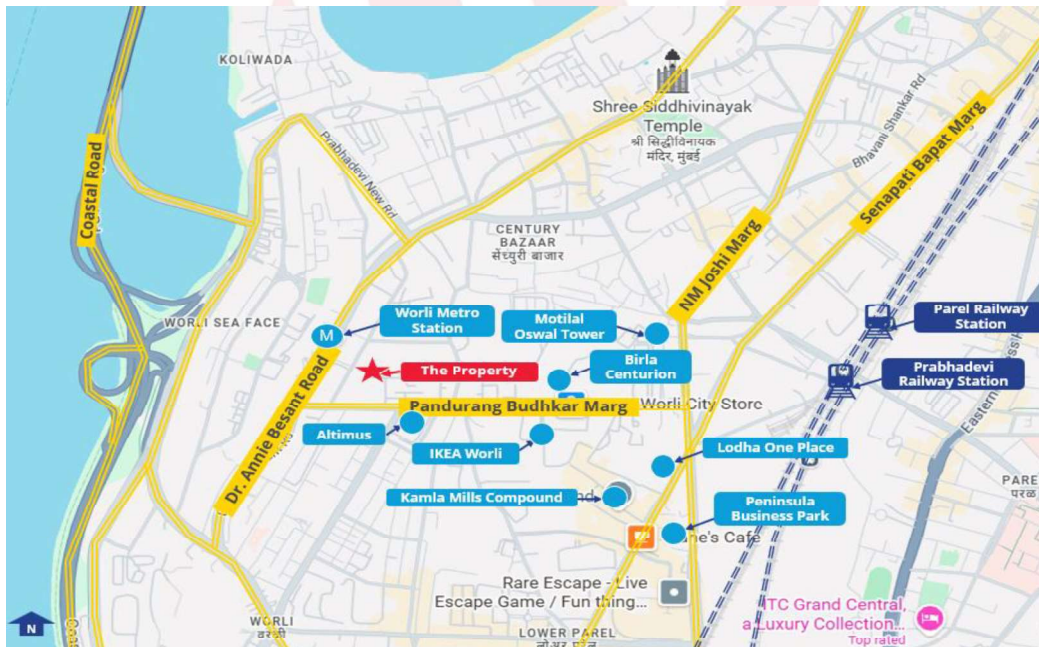 KOLIWADA
Coastal Road
Prabhadevi New Rd
Shree Siddhivinayak
Temple
श्री सिद्धीविनायक
मंदिर, मुंबई
Bhavani Shankar Rd
Senapati Bapat Marg
CENTURY
BAZAAR
सेंच्युरी बाजार
NM Joshi Marg
WORLI SEA FACE
M
Worli Metro
Station
Motilal
Oswal Tower
Parel Railway
Station
The Property
Birla
Centurion
Prabhadevi
Railway Station
Dr. Annie Besant Road
Pandurang Budhkar Marg
Worli City Store
Altimus
IKEA Worli
Lodha One Place
Kamla Mills Compound
Peninsula
Business Park
Café
PARE
परळ
Rare Escape - Live
Escape Game / Fun thing...
ITC Grand Central,
a Luxury Collection...
Top rated
WORLI
वरळी
LOWER PAREL
लोअर परेल
N